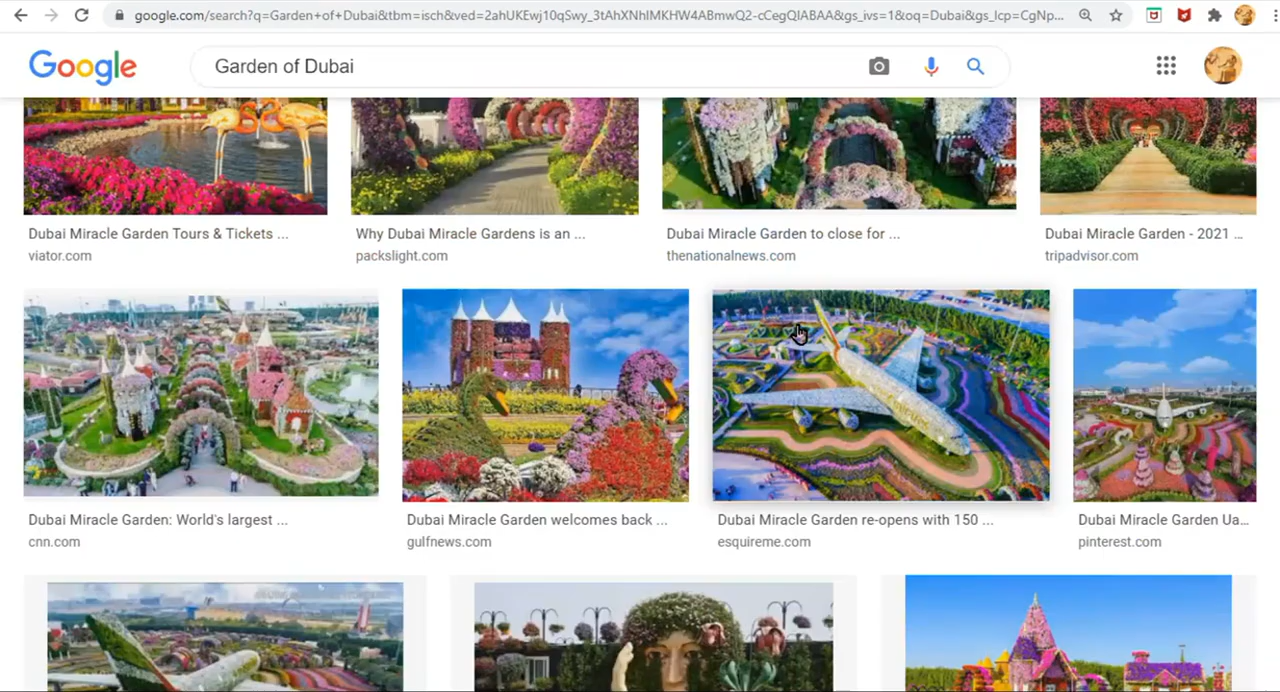 google.com/search?q=Garden+of+Dubai&tbm=isch&ved=2ahUKEwj10qSwy_3tAhXNhIMKHW4ABmwQ2-cCegQIABAA&gs_ivs=1&oq=Dubai&gs_lcp=CgNp...
Google
Garden of Dubai
Dubai Miracle Garden Tours & Tickets ...
viator.com
Why Dubai Miracle Gardens is an ...
packslight.com
Dubai Miracle Garden to close for ...
thenationalnews.com
Dubai Miracle Garden - 2021 ...
tripadvisor.com
Dubai Miracle Garden: World's largest ...
cnn.com
Dubai Miracle Garden welcomes back ...
gulfnews.com
Dubai Miracle Garden re-opens with 150 ...
esquireme.com
Dubai Miracle Garden Ua...
pinterest.com